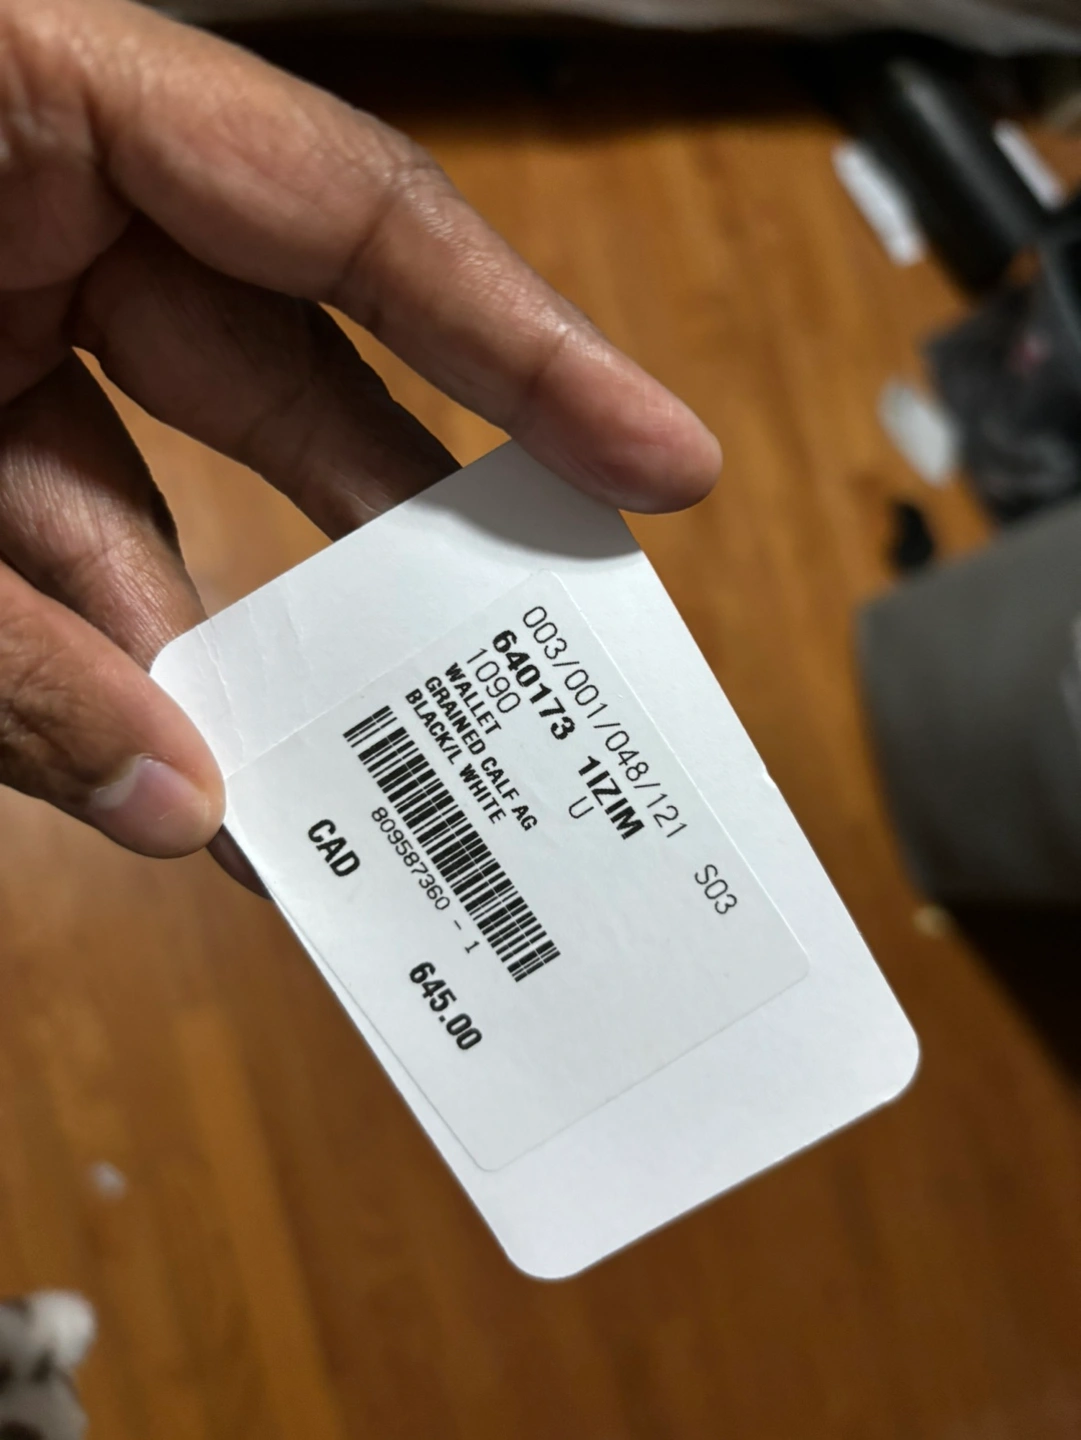 003/001/048/121 S03
640173 1IZIM
1090 U
WALLET
GRAINED CALF AG
BLACK/L WHITE
809587360 - 1
CAD 645.00